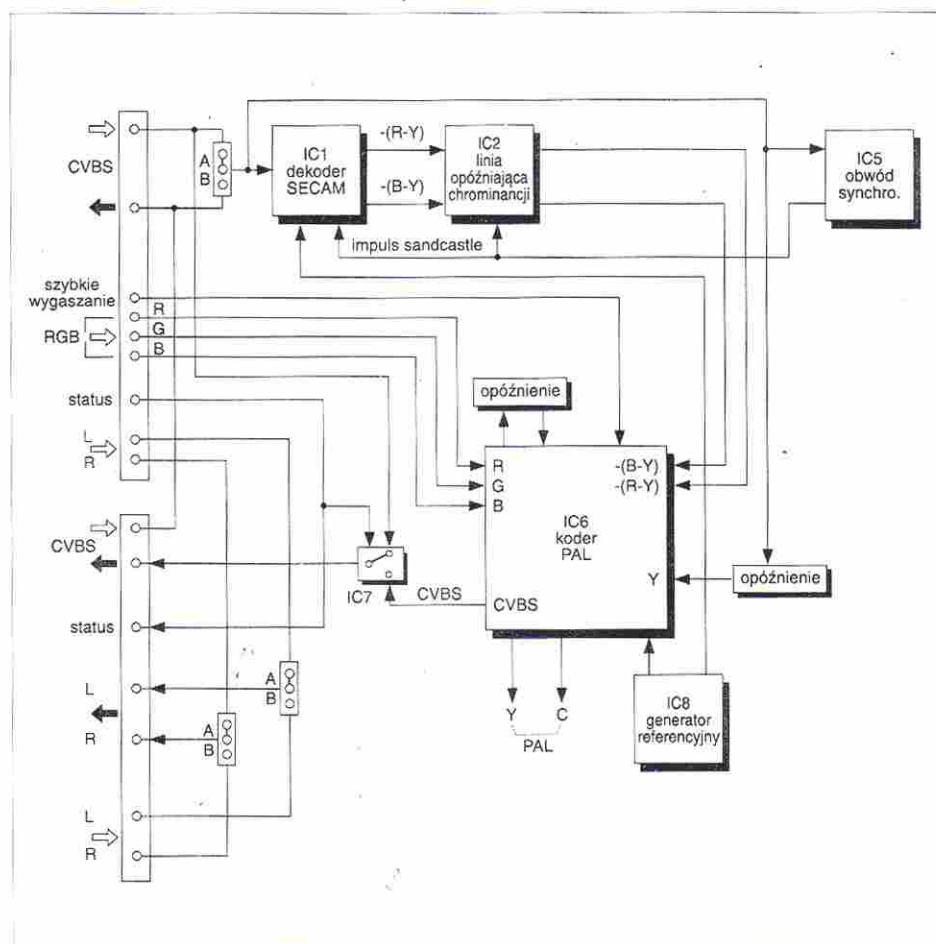 CVBS
A
B
IC1
dekoder
SECAM
-(R-Y)
-(B-Y)
IC2
linia
opóźniająca
chrominancji
IC5
obwód
synchro.
impuls sandcastle
szybkie
wygaszanie
RGB
R
G
B
status
L
R
opóźnienie
R
G
B
-(B-Y)
-(R-Y)
IC6
koder
PAL
Y
CVBS
opóźnienie
CVBS
IC7
CVBS
status
A
B
L
A
B
R
Y
C
PAL
IC8
generator
referencyjny
L
R